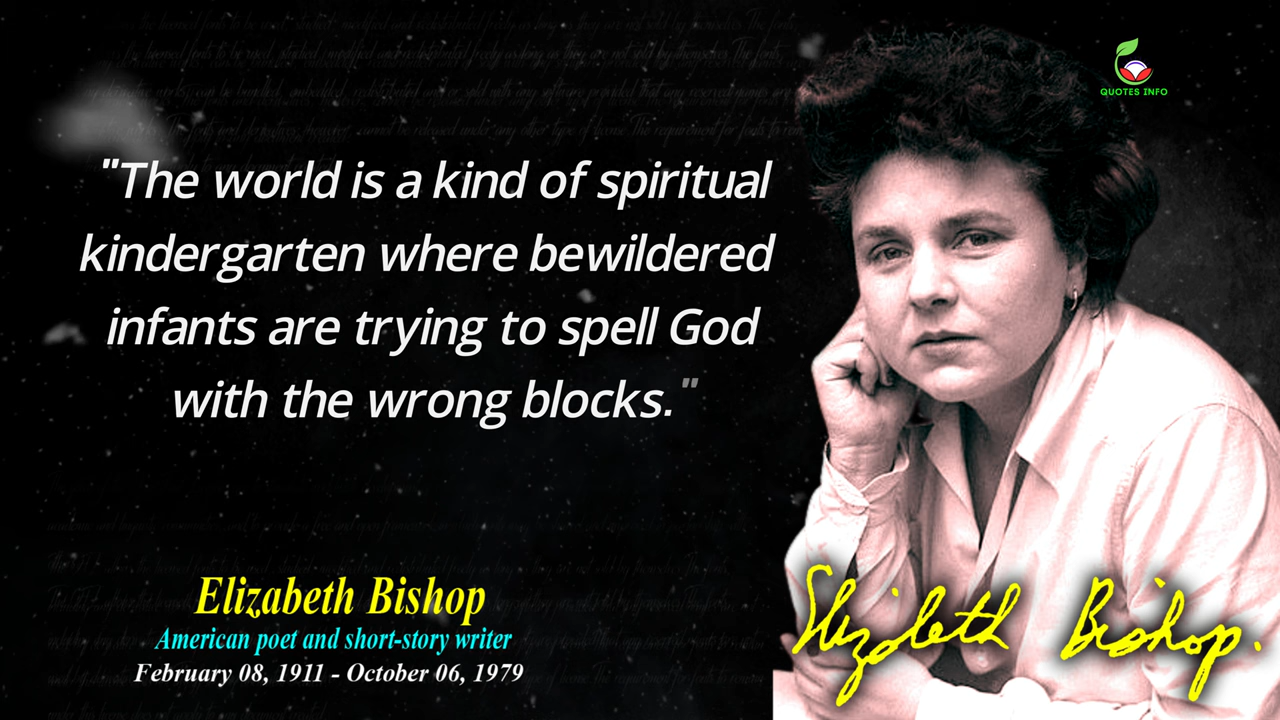 "The world is a kind of spiritual
kindergarten where bewildered
infants are trying to spell God
with the wrong blocks."
Elizabeth Bishop
American poet and short-story writer
February 08, 1911 - October 06, 1979
QUOTES INFO
Elizabeth Bishop.